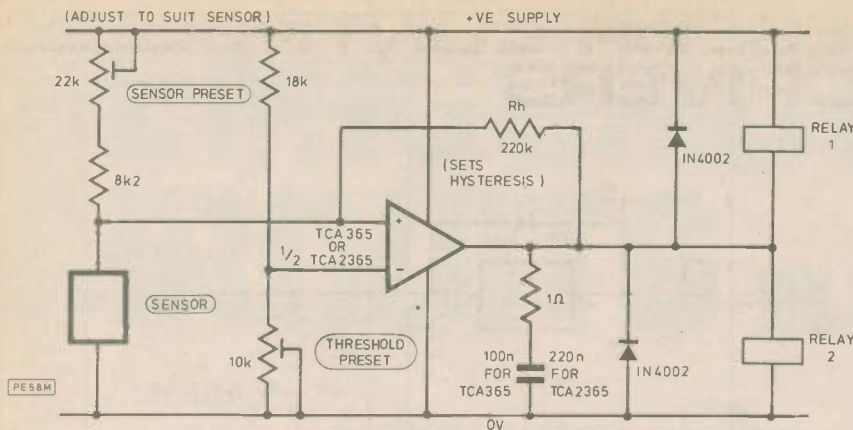 (ADJUST TO SUIT SENSOR)
+VE SUPPLY
22k
SENSOR PRESET
18k
Rh
220k
(SETS
HYSTERESIS)
IN4002
RELAY
1
8k2
TCA365
OR
TCA2365
+
1/2
−
SENSOR
1Ω
10k
THRESHOLD
PRESET
100n
FOR
TCA365
220n
FOR
TCA2365
IN4002
RELAY
2
PE58M
0V